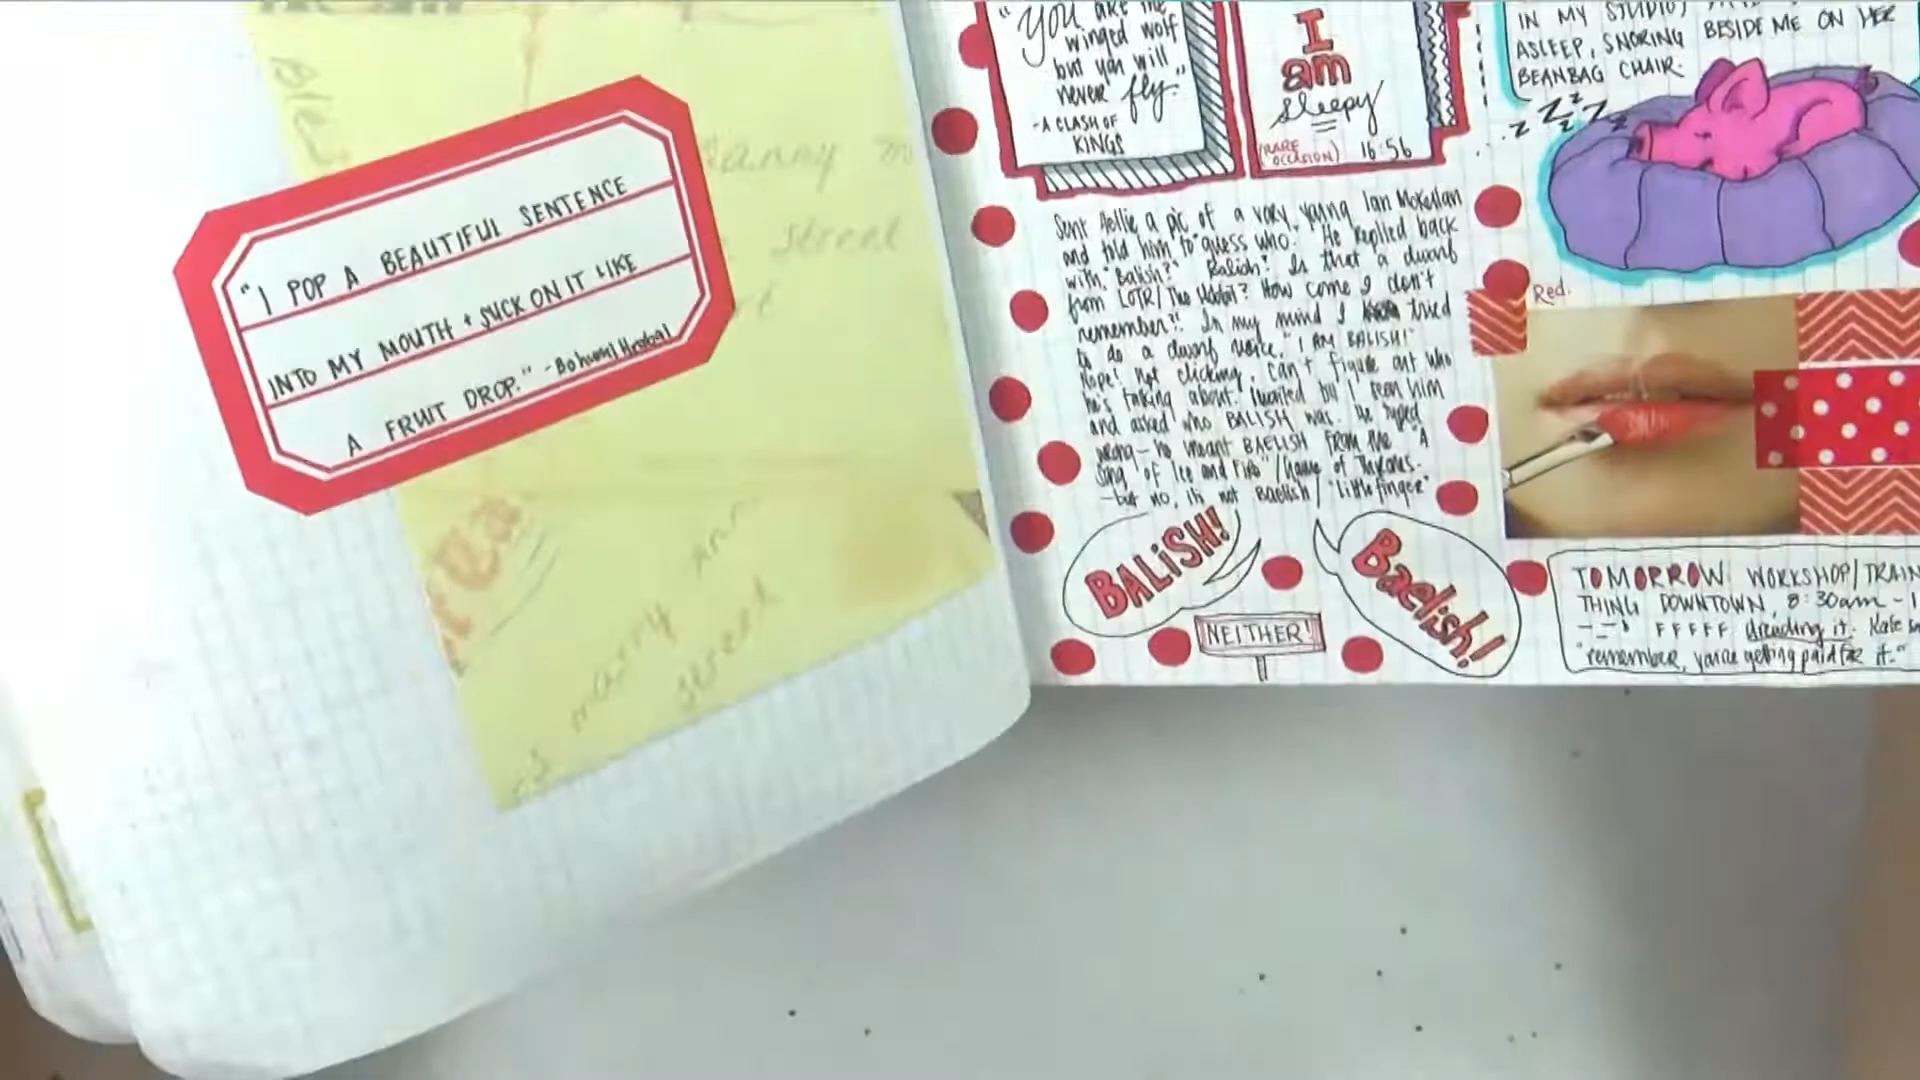 "I POP A BEAUTIFUL SENTENCE
INTO MY MOUTH + SUCK ON IT LIKE
A FRUIT DROP." -Bohumil Hrabal
street
marry
street
"You are the
winged wolf
but you will
never fly."
-A CLASH OF
KINGS
I
am
sleepy
(RARE
OCCASION) 16:56
IN MY STUDIO,
ASLEEP, SNORING BESIDE ME ON HER
BEANBAG CHAIR.
z Z z Z z
Sent Hellie a pic of a very, young Ian McKellan
and told him to "guess who." He replied back
with, "Balish?" "Balish? Is that a dwarf
from LOTR/The Hobbit? How come I don't
remember?" In my mind I tried
to do a dwarf voice, "I AM BALISH!"
Nope! Not clicking, can't figure out who
he's talking about. Waited by I seen him
and asked who BALISH was. He typed
wrong - he meant BAELISH from the "A
Song of Ice and Fire"/Game of Thrones.
-but no, it's not Baelish/"Littlefinger"
Red.
BALiSH!
Baelish!
NEITHER!
TOMORROW: WORKSHOP/TRAIN
THING DOWNTOWN, 8:30am - 1
FFFFF dreading it. Kate
"remember, you're getting paid for it."